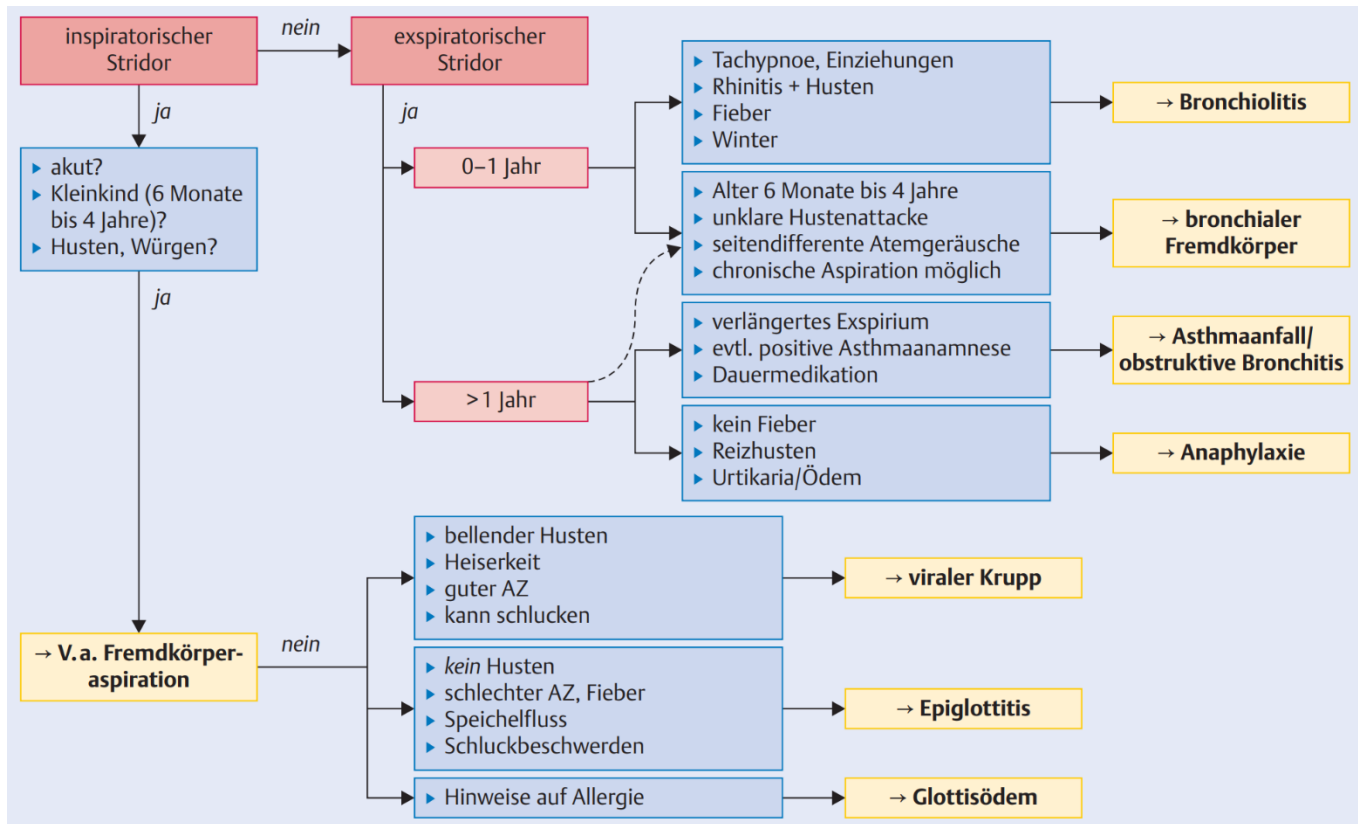 inspiratorischer
Stridor
nein
exspiratorischer
Stridor
ja
▸ akut?
▸ Kleinkind (6 Monate
bis 4 Jahre)?
▸ Husten, Würgen?
ja
ja
0–1 Jahr
▸ Tachypnoe, Einziehungen
▸ Rhinitis + Husten
▸ Fieber
▸ Winter
→ Bronchiolitis
▸ Alter 6 Monate bis 4 Jahre
▸ unklare Hustenattacke
▸ seitendifferente Atemgeräusche
▸ chronische Aspiration möglich
→ bronchialer
Fremdkörper
>1 Jahr
▸ verlängertes Exspirium
▸ evtl. positive Asthmaanamnese
▸ Dauermedikation
→ Asthmaanfall/
obstruktive Bronchitis
▸ kein Fieber
▸ Reizhusten
▸ Urtikaria/Ödem
→ Anaphylaxie
→ V. a. Fremdkörper-
aspiration
nein
▸ bellender Husten
▸ Heiserkeit
▸ guter AZ
▸ kann schlucken
→ viraler Krupp
▸ kein Husten
▸ schlechter AZ, Fieber
▸ Speichelfluss
▸ Schluckbeschwerden
→ Epiglottitis
▸ Hinweise auf Allergie
→ Glottisödem